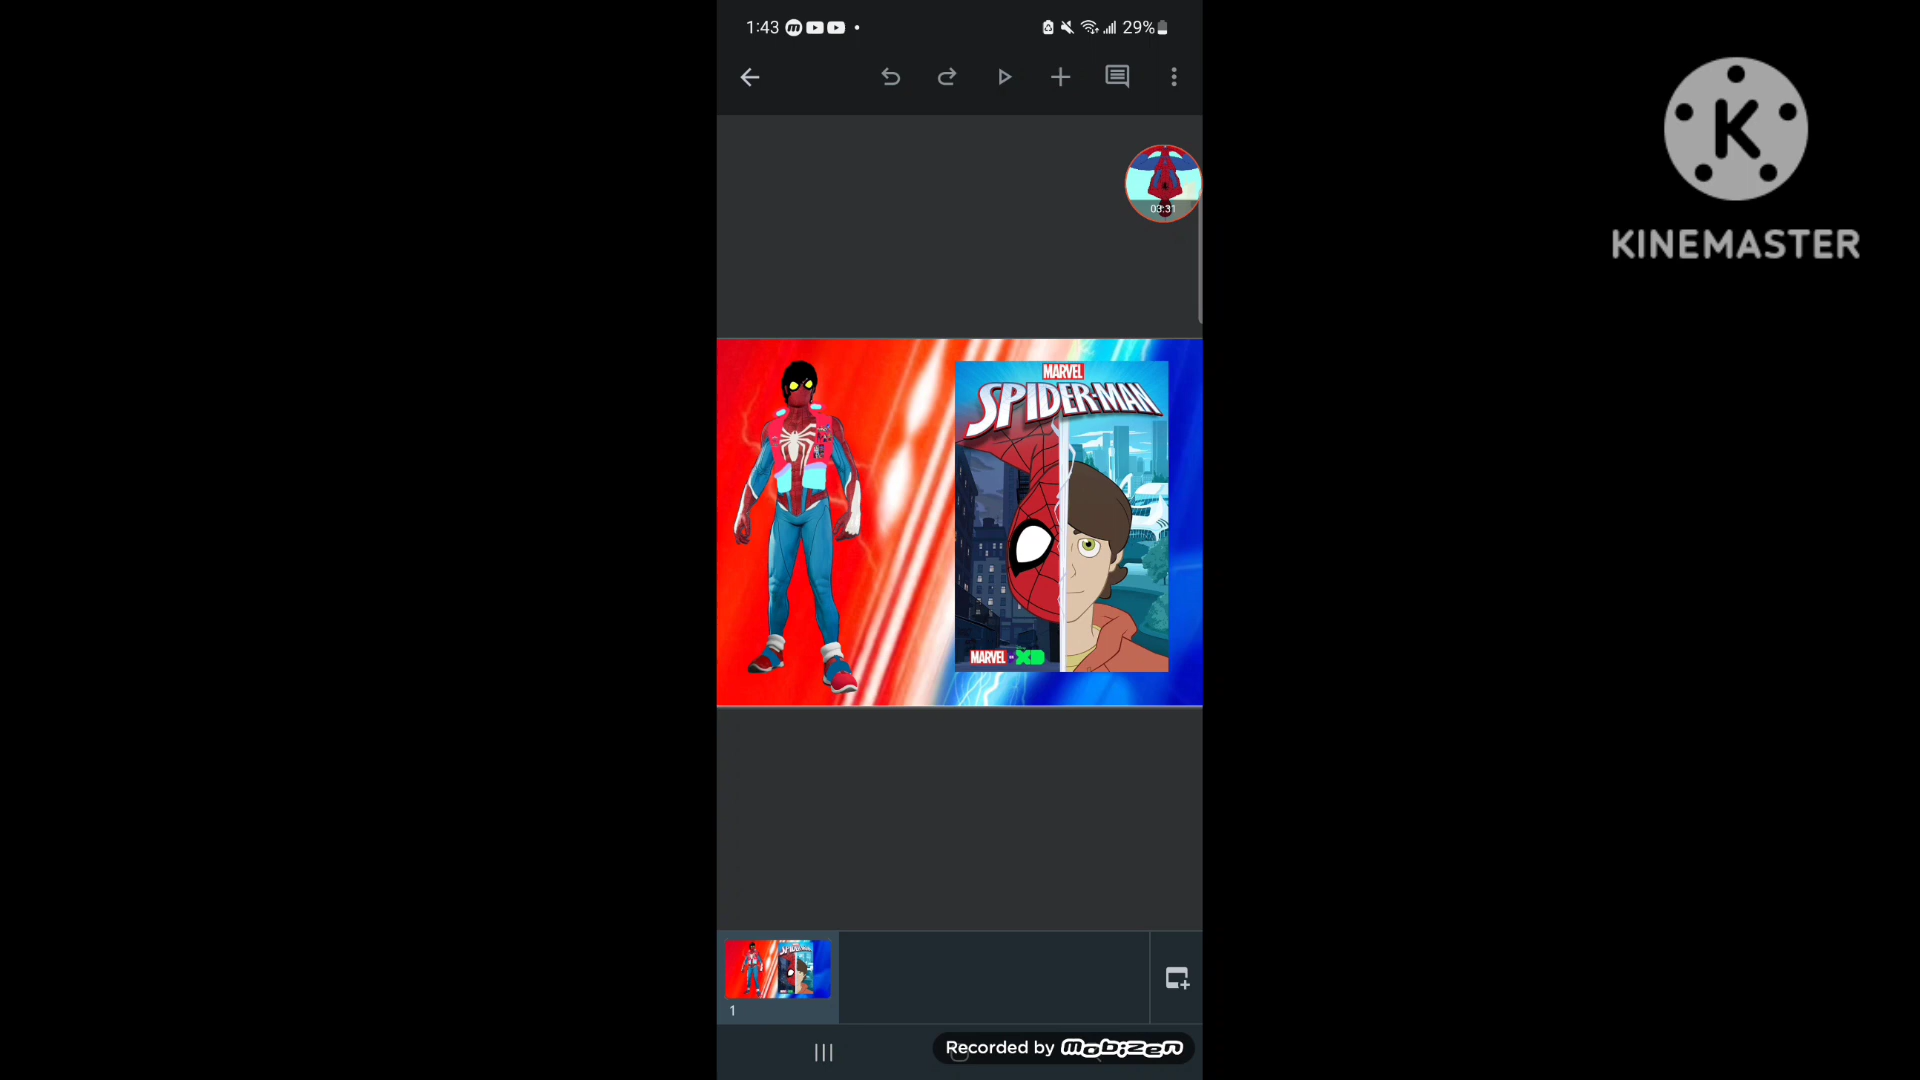 1:43
29%
KINEMASTER
03:31
MARVEL
SPIDER-MAN
MARVEL XD
1
Recorded by mobizen